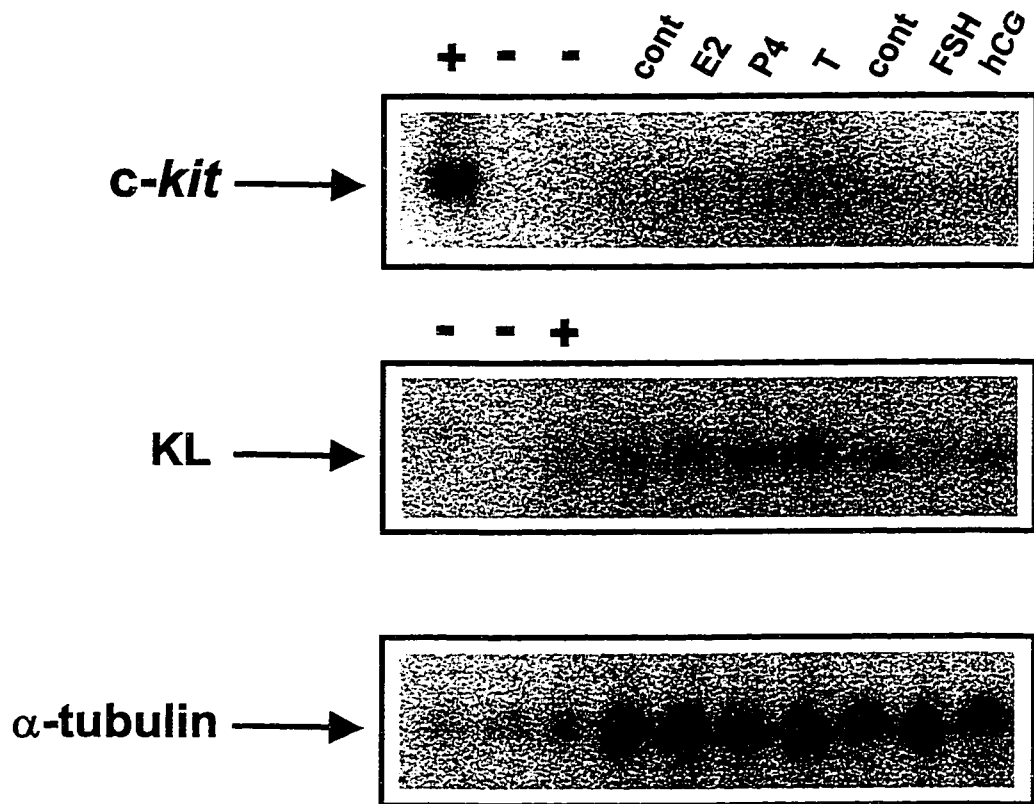 + - - cont E2 P4 T cont FSH hCG
c-kit
- - +
KL
α-tubulin